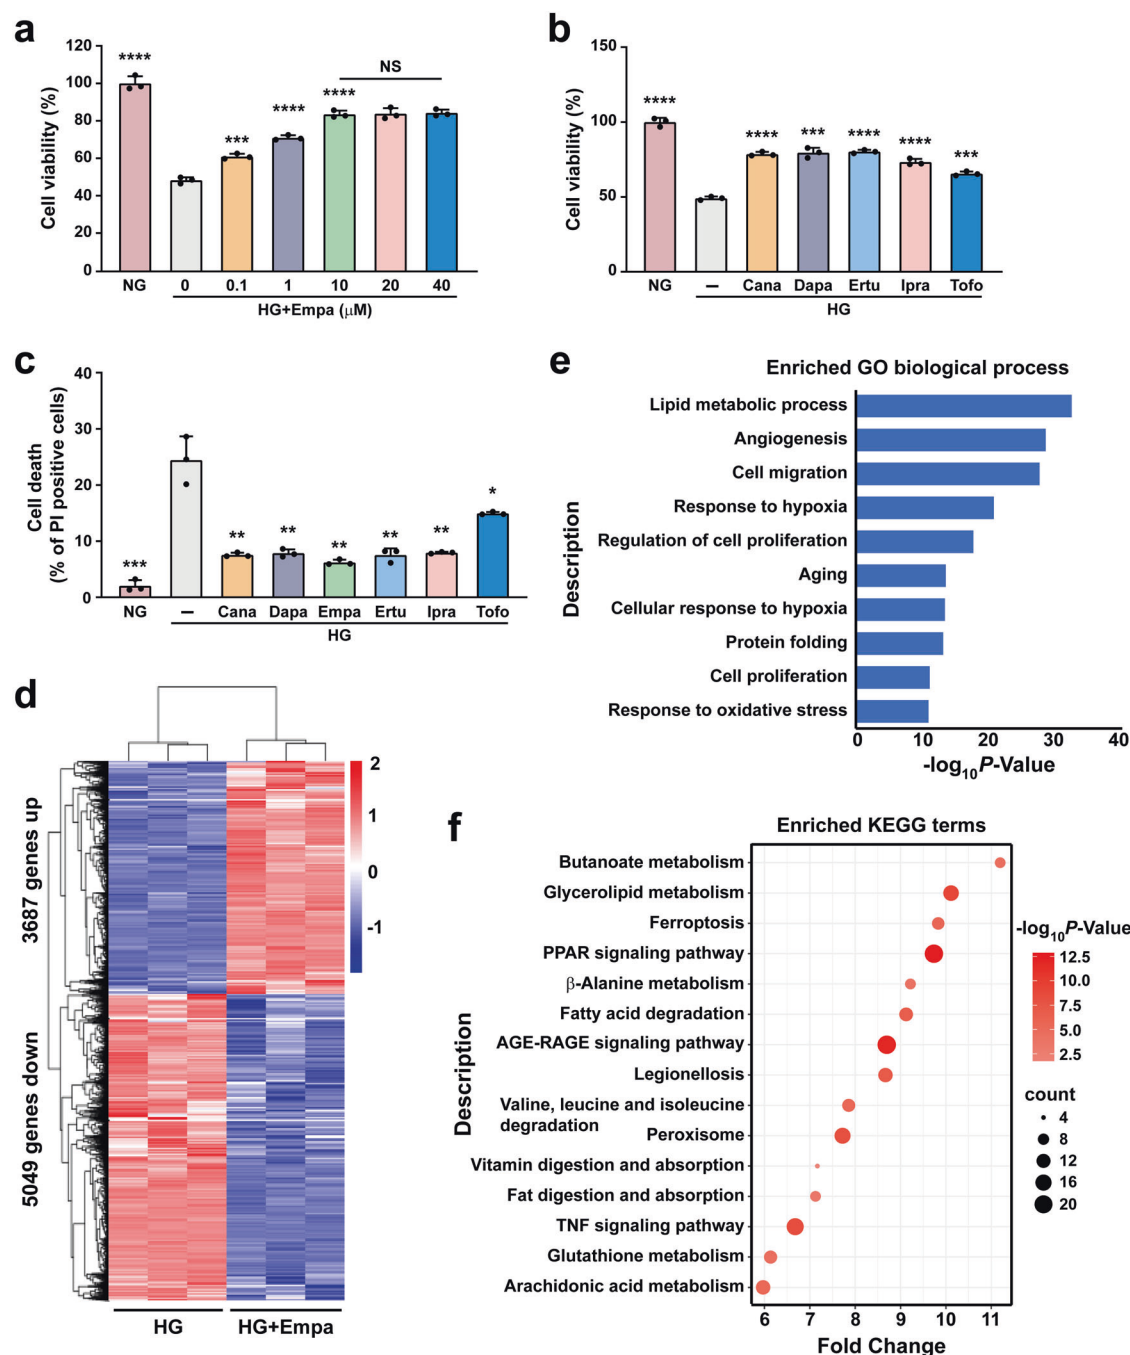 a
Cell viability (%)
120
100
80
60
40
20
0
****
***
****
****
NS
NG
0
0.1
1
10
20
40
HG+Empa (μM)
b
Cell viability (%)
150
100
50
0
****
****
***
****
****
***
NG
–
Cana
Dapa
Ertu
Ipra
Tofo
HG
c
Cell death
(% of PI positive cells)
40
30
20
10
0
***
**
**
**
**
**
*
NG
–
Cana
Dapa
Empa
Ertu
Ipra
Tofo
HG
e
Enriched GO biological process
Description
Lipid metabolic process
Angiogenesis
Cell migration
Response to hypoxia
Regulation of cell proliferation
Aging
Cellular response to hypoxia
Protein folding
Cell proliferation
Response to oxidative stress
0
10
20
30
40
-log10P-Value
d
3687 genes up
5049 genes down
2
1
0
-1
HG
HG+Empa
f
Enriched KEGG terms
Description
Butanoate metabolism
Glycerolipid metabolism
Ferroptosis
PPAR signaling pathway
β-Alanine metabolism
Fatty acid degradation
AGE-RAGE signaling pathway
Legionellosis
Valine, leucine and isoleucine
degradation
Peroxisome
Vitamin digestion and absorption
Fat digestion and absorption
TNF signaling pathway
Glutathione metabolism
Arachidonic acid metabolism
6
7
8
9
10
11
Fold Change
-log10P-Value
12.5
10.0
7.5
5.0
2.5
count
4
8
12
16
20